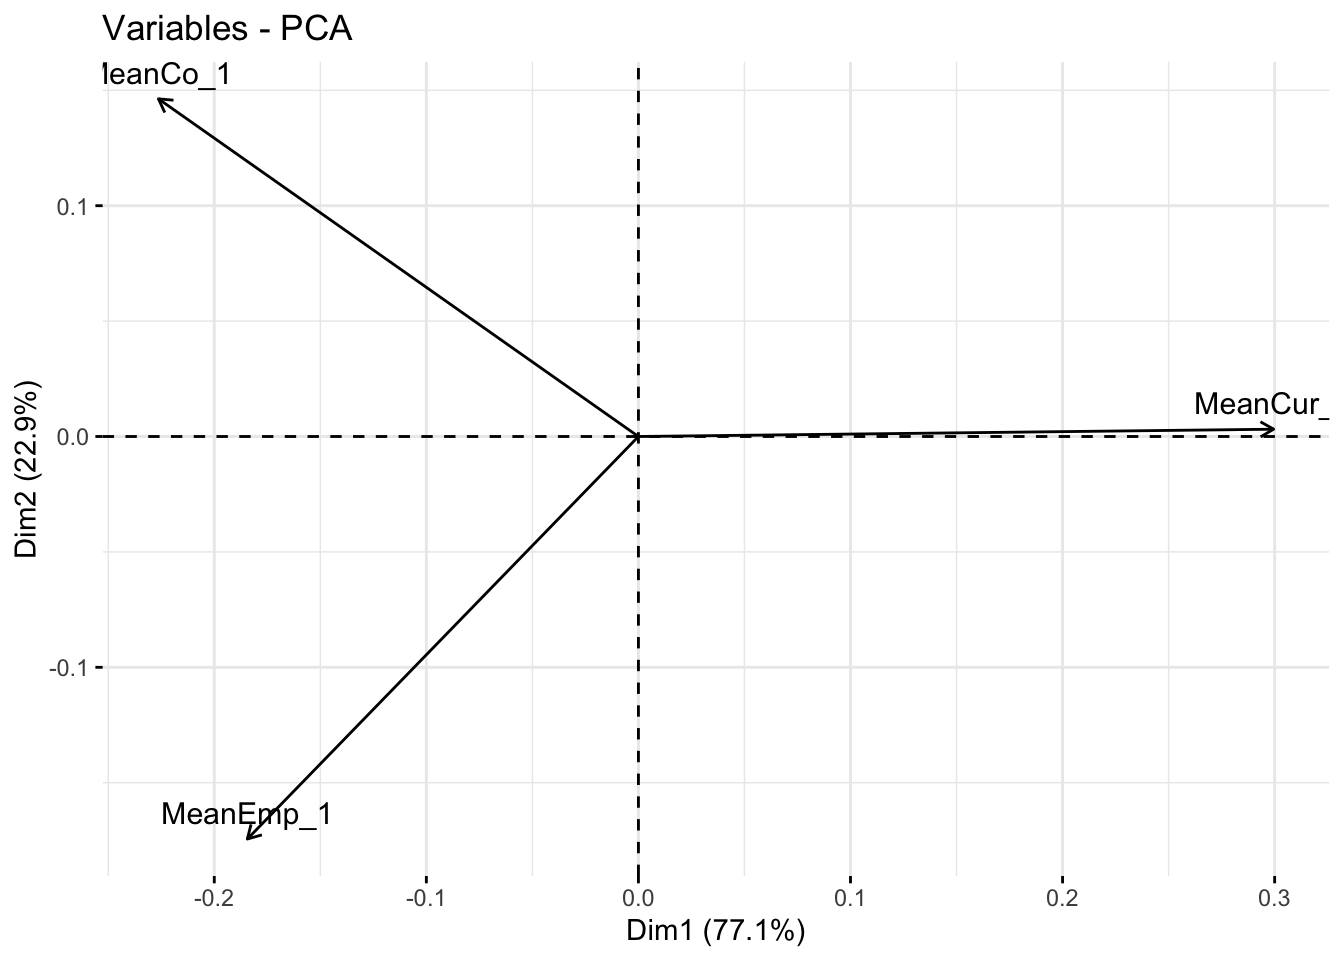 Variables - PCA
MeanCo_1
0.1
MeanCur_
0.0
Dim2 (22.9%)
-0.1
MeanEmp_1
-0.2 -0.1 0.0 0.1 0.2 0.3
Dim1 (77.1%)